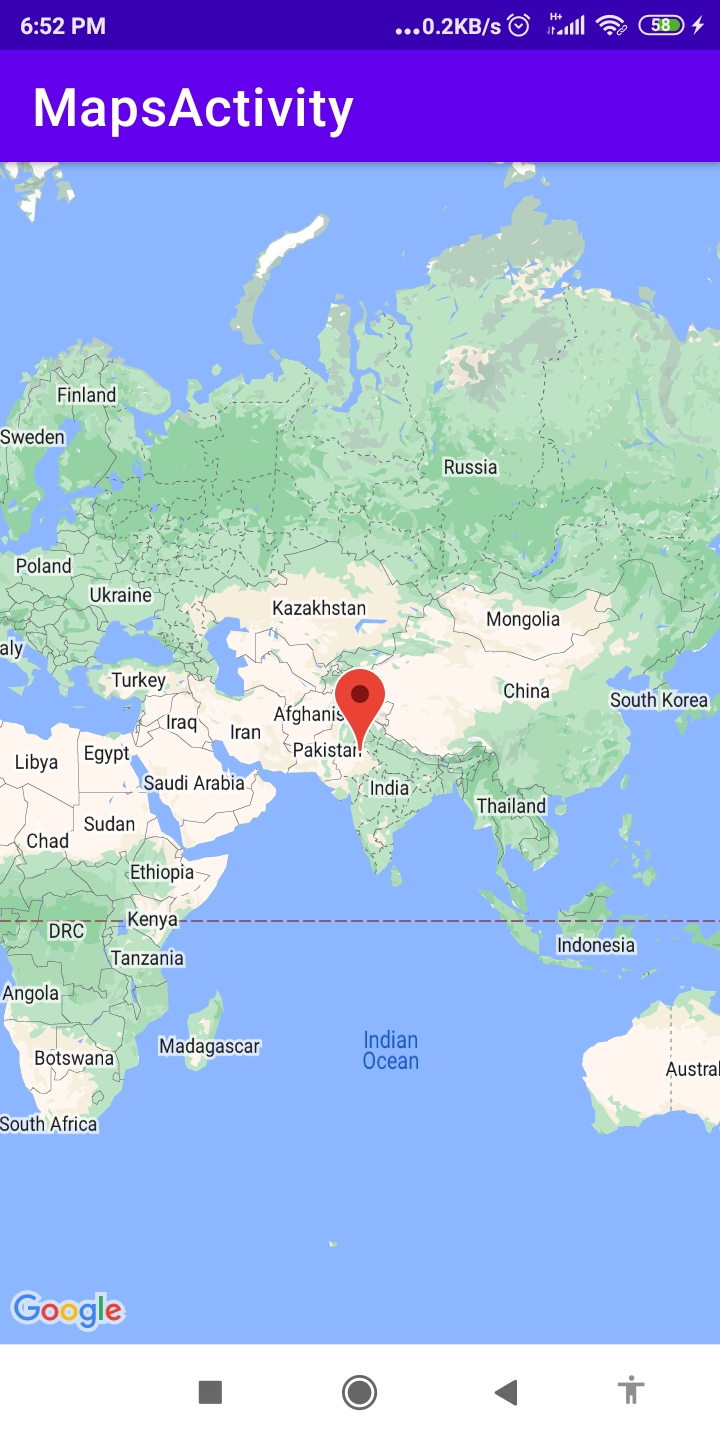 6:52 PM
...0.2KB/s
H+
58
MapsActivity
Finland
Sweden
Russia
Poland
Ukraine
Kazakhstan
Mongolia
aly
Turkey
China
South Korea
Afghanis
Iraq
Iran
Pakistan
Egypt
Libya
Saudi Arabia
India
Thailand
Sudan
Chad
Ethiopia
Kenya
DRC
Indonesia
Tanzania
Angola
Indian
Ocean
Madagascar
Botswana
Austral
South Africa
Google